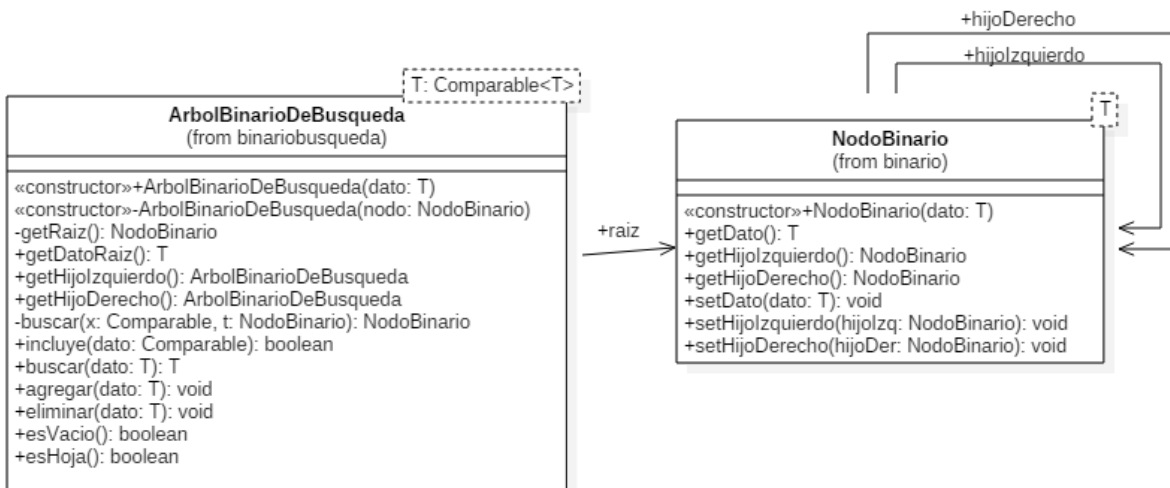 +hijoDerecho
+hijoIzquierdo
T: Comparable<T>
ArbolBinarioDeBusqueda
(from binariobusqueda)
«constructor»+ArbolBinarioDeBusqueda(dato: T)
«constructor»-ArbolBinarioDeBusqueda(nodo: NodoBinario)
-getRaiz(): NodoBinario
+getDatoRaiz(): T
+getHijoIzquierdo(): ArbolBinarioDeBusqueda
+getHijoDerecho(): ArbolBinarioDeBusqueda
-buscar(x: Comparable, t: NodoBinario): NodoBinario
+incluye(dato: Comparable): boolean
+buscar(dato: T): T
+agregar(dato: T): void
+eliminar(dato: T): void
+esVacio(): boolean
+esHoja(): boolean
+raiz
T
NodoBinario
(from binario)
«constructor»+NodoBinario(dato: T)
+getDato(): T
+getHijoIzquierdo(): NodoBinario
+getHijoDerecho(): NodoBinario
+setDato(dato: T): void
+setHijoIzquierdo(hijoIzq: NodoBinario): void
+setHijoDerecho(hijoDer: NodoBinario): void